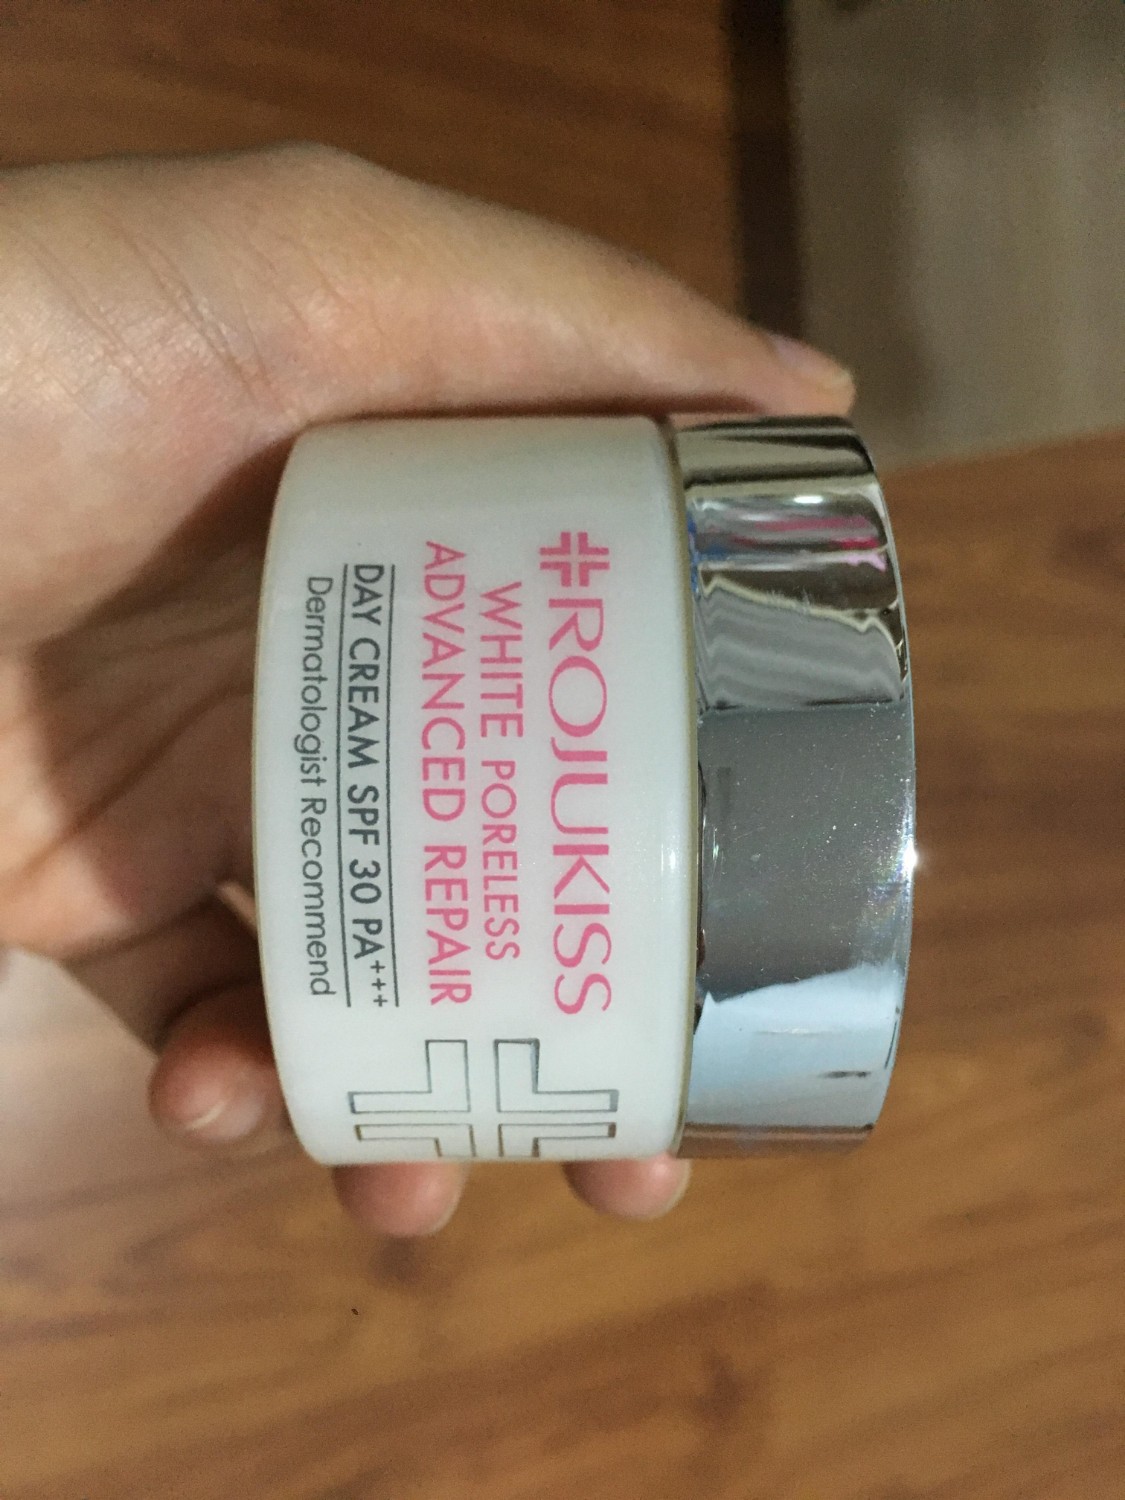 ROJUKISS
WHITE PORELESS
ADVANCED REPAIR
DAY CREAM SPF 30 PA+++
Dermatologist Recommend